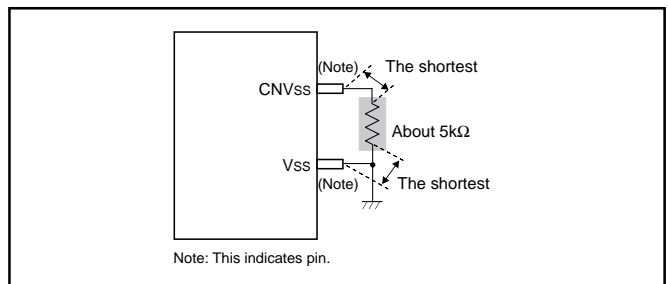 (Note)
The shortest
CNVss
About 5kΩ
Vss
(Note)
The shortest
Note: This indicates pin.